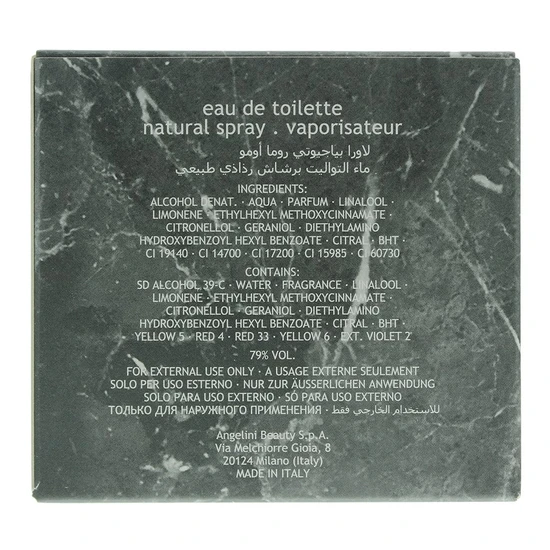 eau de toilette
natural spray . vaporisateur
لاورا بياجيوتي روما أومو
ماء التواليت برشاش رذاذي طبيعي
INGREDIENTS:
ALCOHOL DENAT. · AQUA · PARFUM · LINALOOL ·
LIMONENE · ETHYLHEXYL METHOXYCINNAMATE ·
CITRONELLOL · GERANIOL · DIETHYLAMINO
HYDROXYBENZOYL HEXYL BENZOATE · CITRAL · BHT ·
CI 19140 · CI 14700 · CI 17200 · CI 15985 · CI 60730
CONTAINS:
SD ALCOHOL 39-C · WATER · FRAGRANCE · LINALOOL ·
LIMONENE · ETHYLHEXYL METHOXYCINNAMATE ·
CITRONELLOL · GERANIOL · DIETHYLAMINO
HYDROXYBENZOYL HEXYL BENZOATE · CITRAL · BHT ·
YELLOW 5 · RED 4 · RED 33 · YELLOW 6 · EXT. VIOLET 2
79% VOL.
FOR EXTERNAL USE ONLY · A USAGE EXTERNE SEULEMENT
SOLO PER USO ESTERNO · NUR ZUR ÄUSSERLICHEN ANWENDUNG
SOLO PARA USO EXTERNO · SÓ PARA USO EXTERNO
ТОЛЬКО ДЛЯ НАРУЖНОГО ПРИМЕНЕНИЯ · للاستخدام الخارجي فقط
Angelini Beauty S.p.A.
Via Melchiorre Gioia, 8
20124 Milano (Italy)
MADE IN ITALY